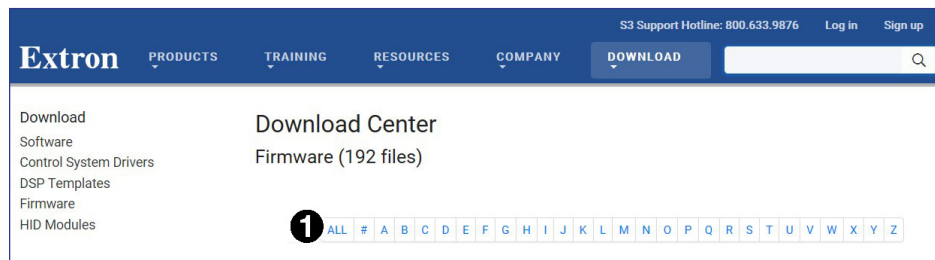 S3 Support Hotline: 800.633.9876 Log in Sign up
Extron PRODUCTS TRAINING RESOURCES COMPANY DOWNLOAD
Download
Software
Control System Drivers
DSP Templates
Firmware
HID Modules
Download Center
Firmware (192 files)
1 ALL # A B C D E F G H I J K L M N O P Q R S T U V W X Y Z